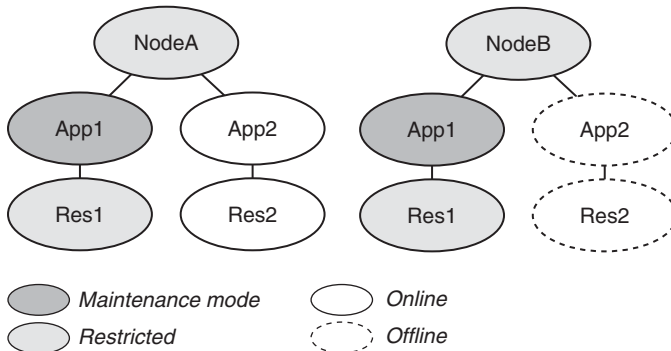 NodeA NodeB
App1 App2 App1 App2
Res1 Res2 Res1 Res2
Maintenance mode Online
Restricted Offline